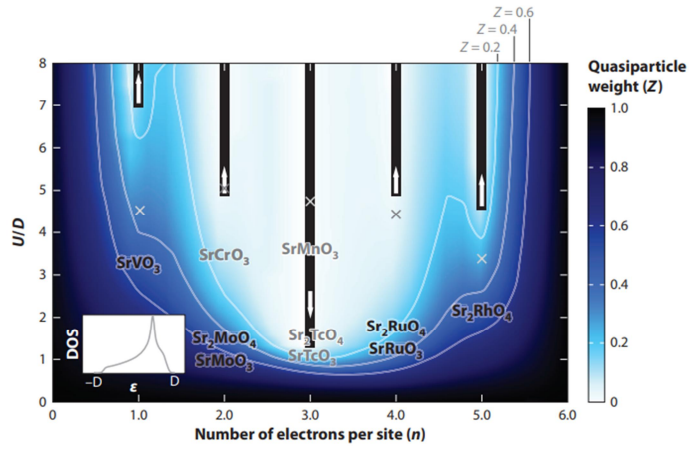 Z = 0.6
Z = 0.4
Z = 0.2
Quasiparticle
weight (Z)
8
7
6
5
4
3
2
1
0
U/D
SrVO3
SrCrO3
SrMnO3
Sr2MoO4
SrMoO3
Sr2TcO4
SrTcO3
Sr2RuO4
SrRuO3
Sr2RhO4
DOS
–D
ε
D
0
1.0
2.0
3.0
4.0
5.0
6.0
Number of electrons per site (n)
1.0
0.8
0.6
0.4
0.2
0